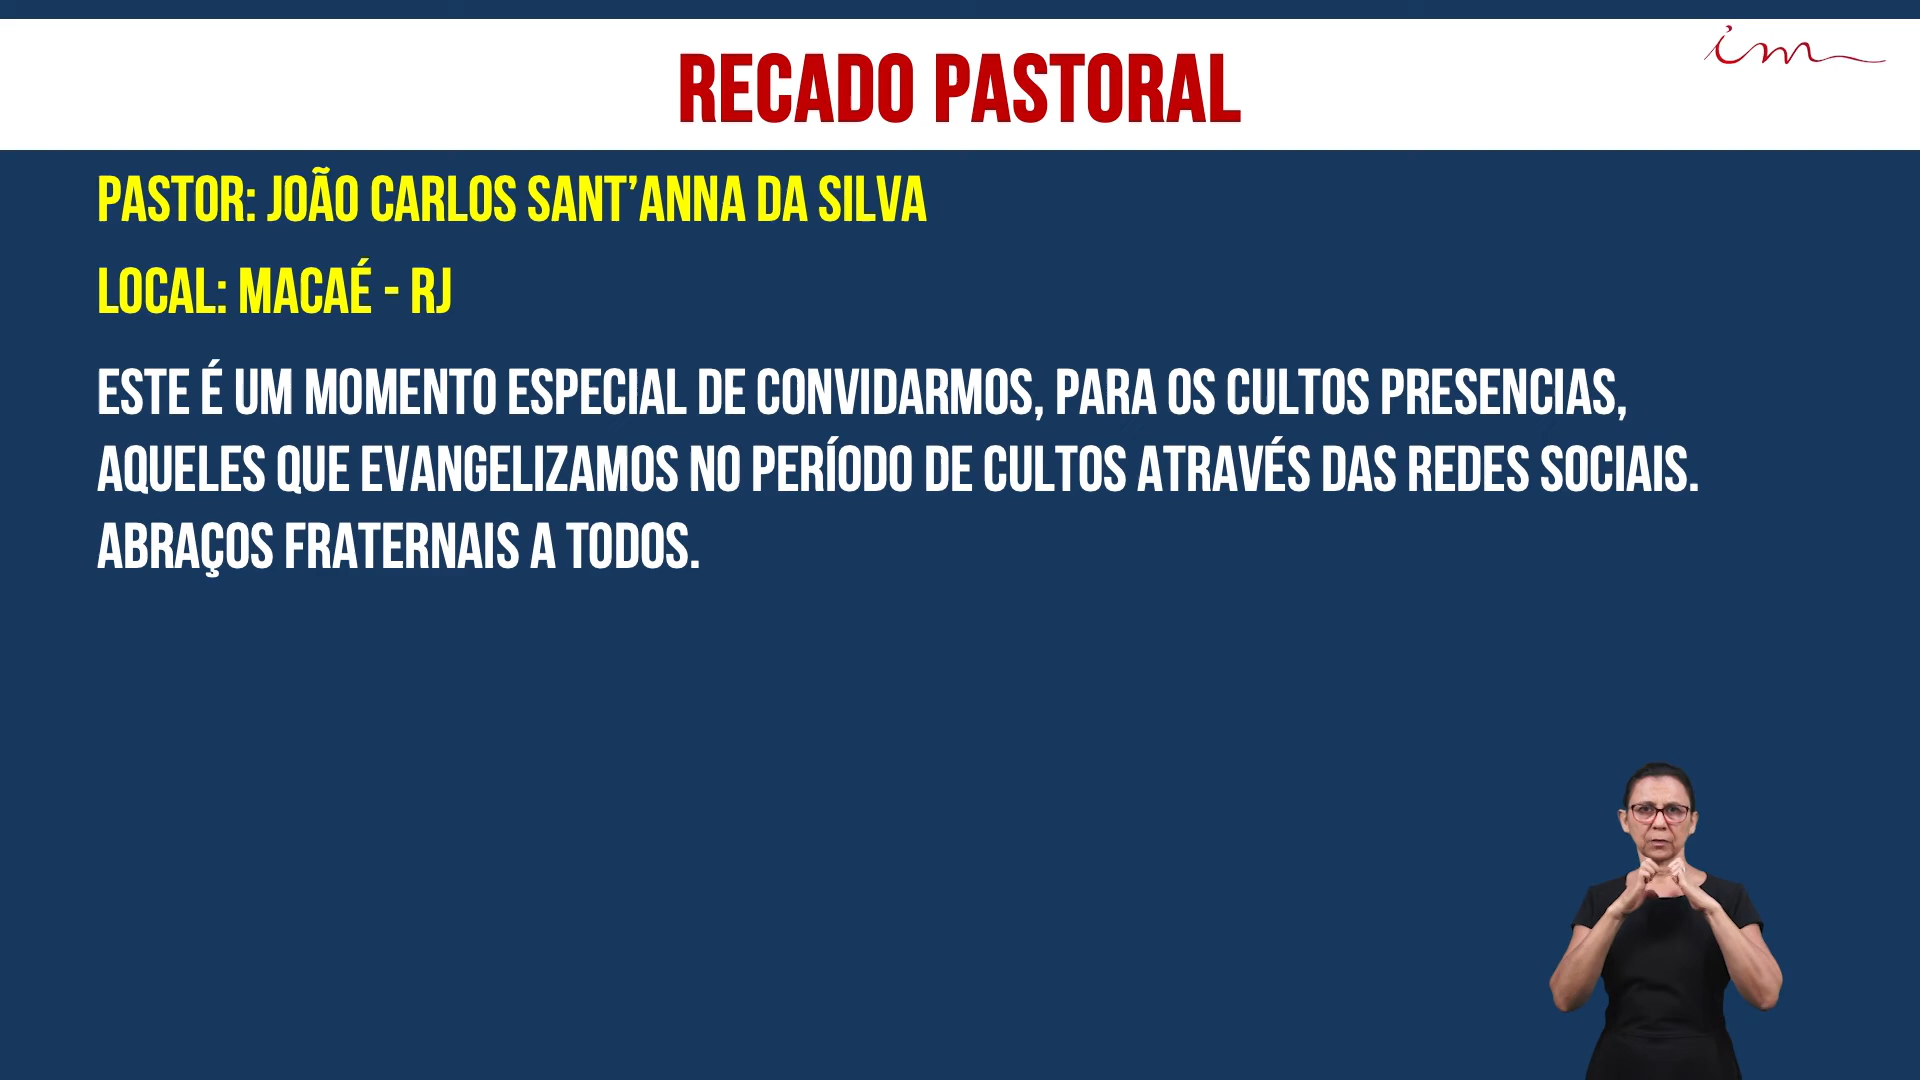 im
RECADO PASTORAL
PASTOR: JOÃO CARLOS SANT’ANNA DA SILVA
LOCAL: MACAÉ - RJ
ESTE É UM MOMENTO ESPECIAL DE CONVIDARMOS, PARA OS CULTOS PRESENCIAS,
AQUELES QUE EVANGELIZAMOS NO PERÍODO DE CULTOS ATRAVÉS DAS REDES SOCIAIS.
ABRAÇOS FRATERNAIS A TODOS.